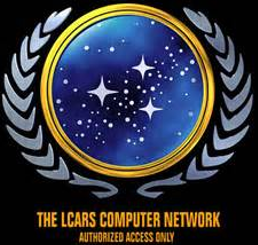 THE LCARS COMPUTER NETWORK
AUTHORIZED ACCESS ONLY